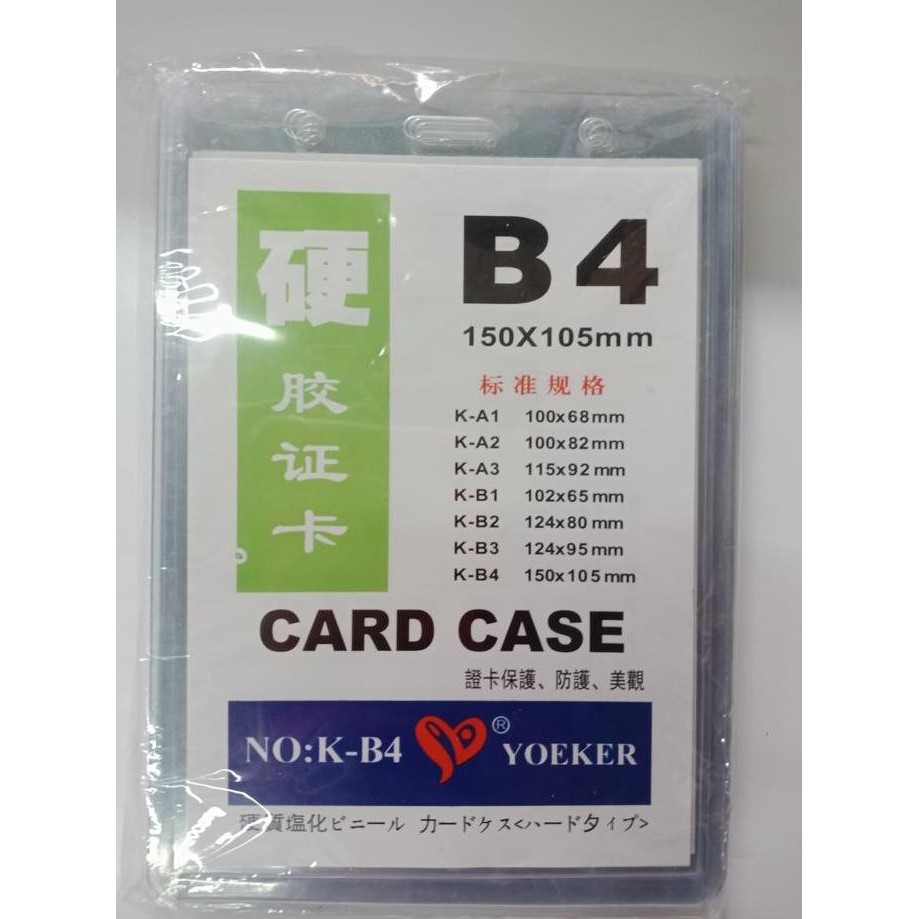 硬
胶
证
卡
B4
150X105mm
标准规格
K-A1 100x68mm
K-A2 100x82mm
K-A3 115x92mm
K-B1 102x65mm
K-B2 124x80mm
K-B3 124x95mm
K-B4 150x105mm
CARD CASE
證卡保護、防護、美觀
NO:K-B4 ® YOEKER
硬質塩化ビニール カードケス<ハードタイプ>